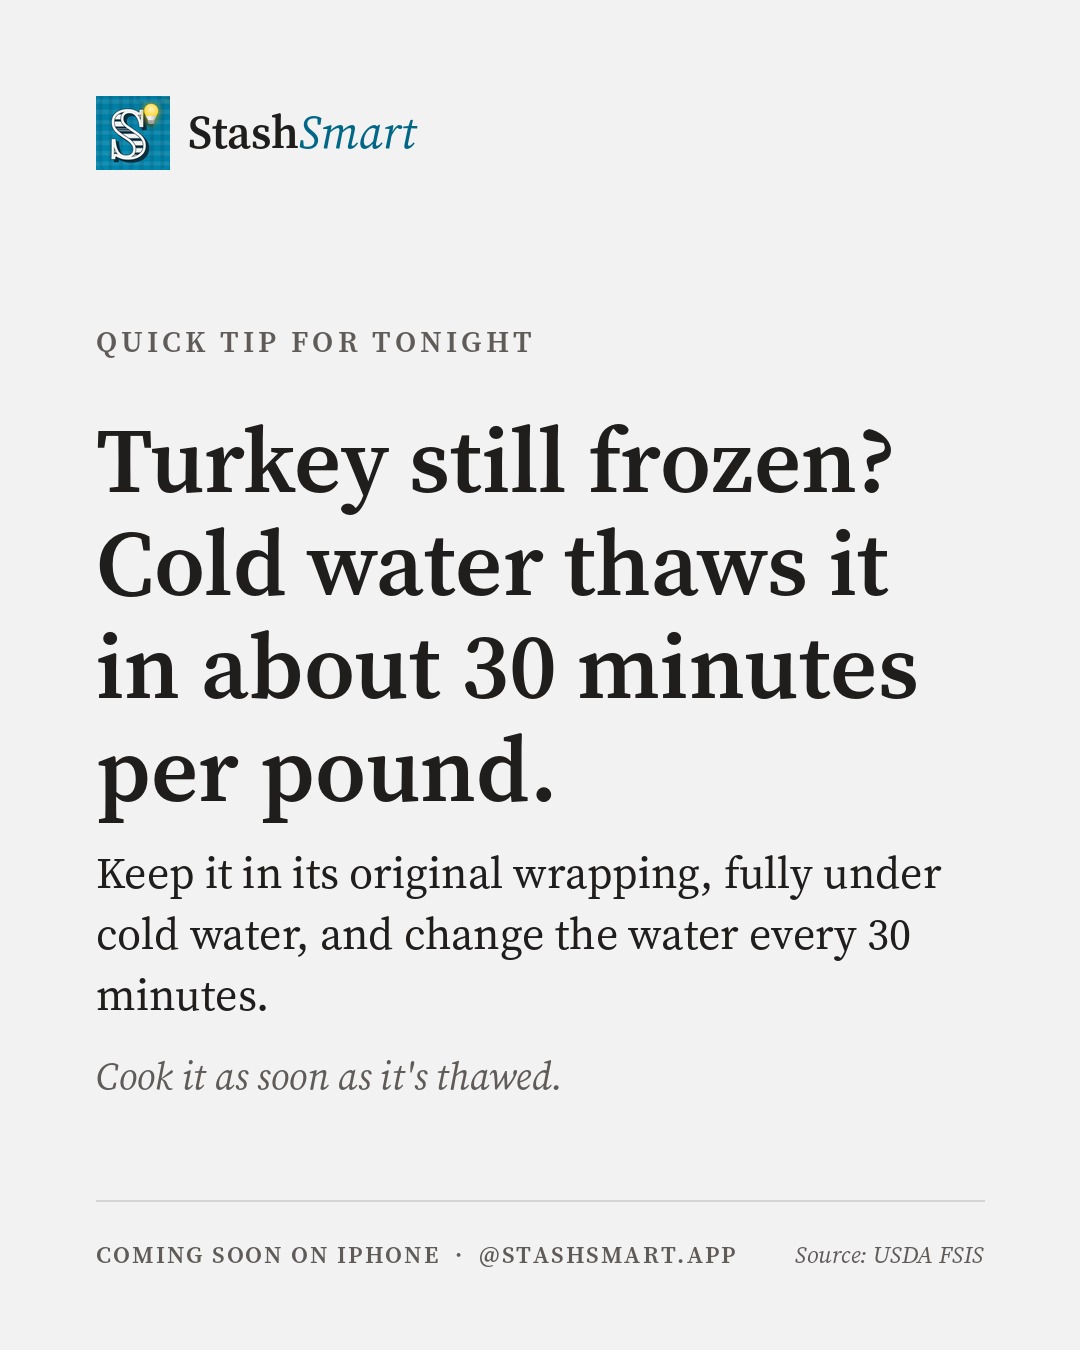 S StashSmart
QUICK TIP FOR TONIGHT
Turkey still frozen?
Cold water thaws it
in about 30 minutes
per pound.
Keep it in its original wrapping, fully under
cold water, and change the water every 30
minutes.
Cook it as soon as it's thawed.
COMING SOON ON IPHONE · @STASHSMART.APP Source: USDA FSIS